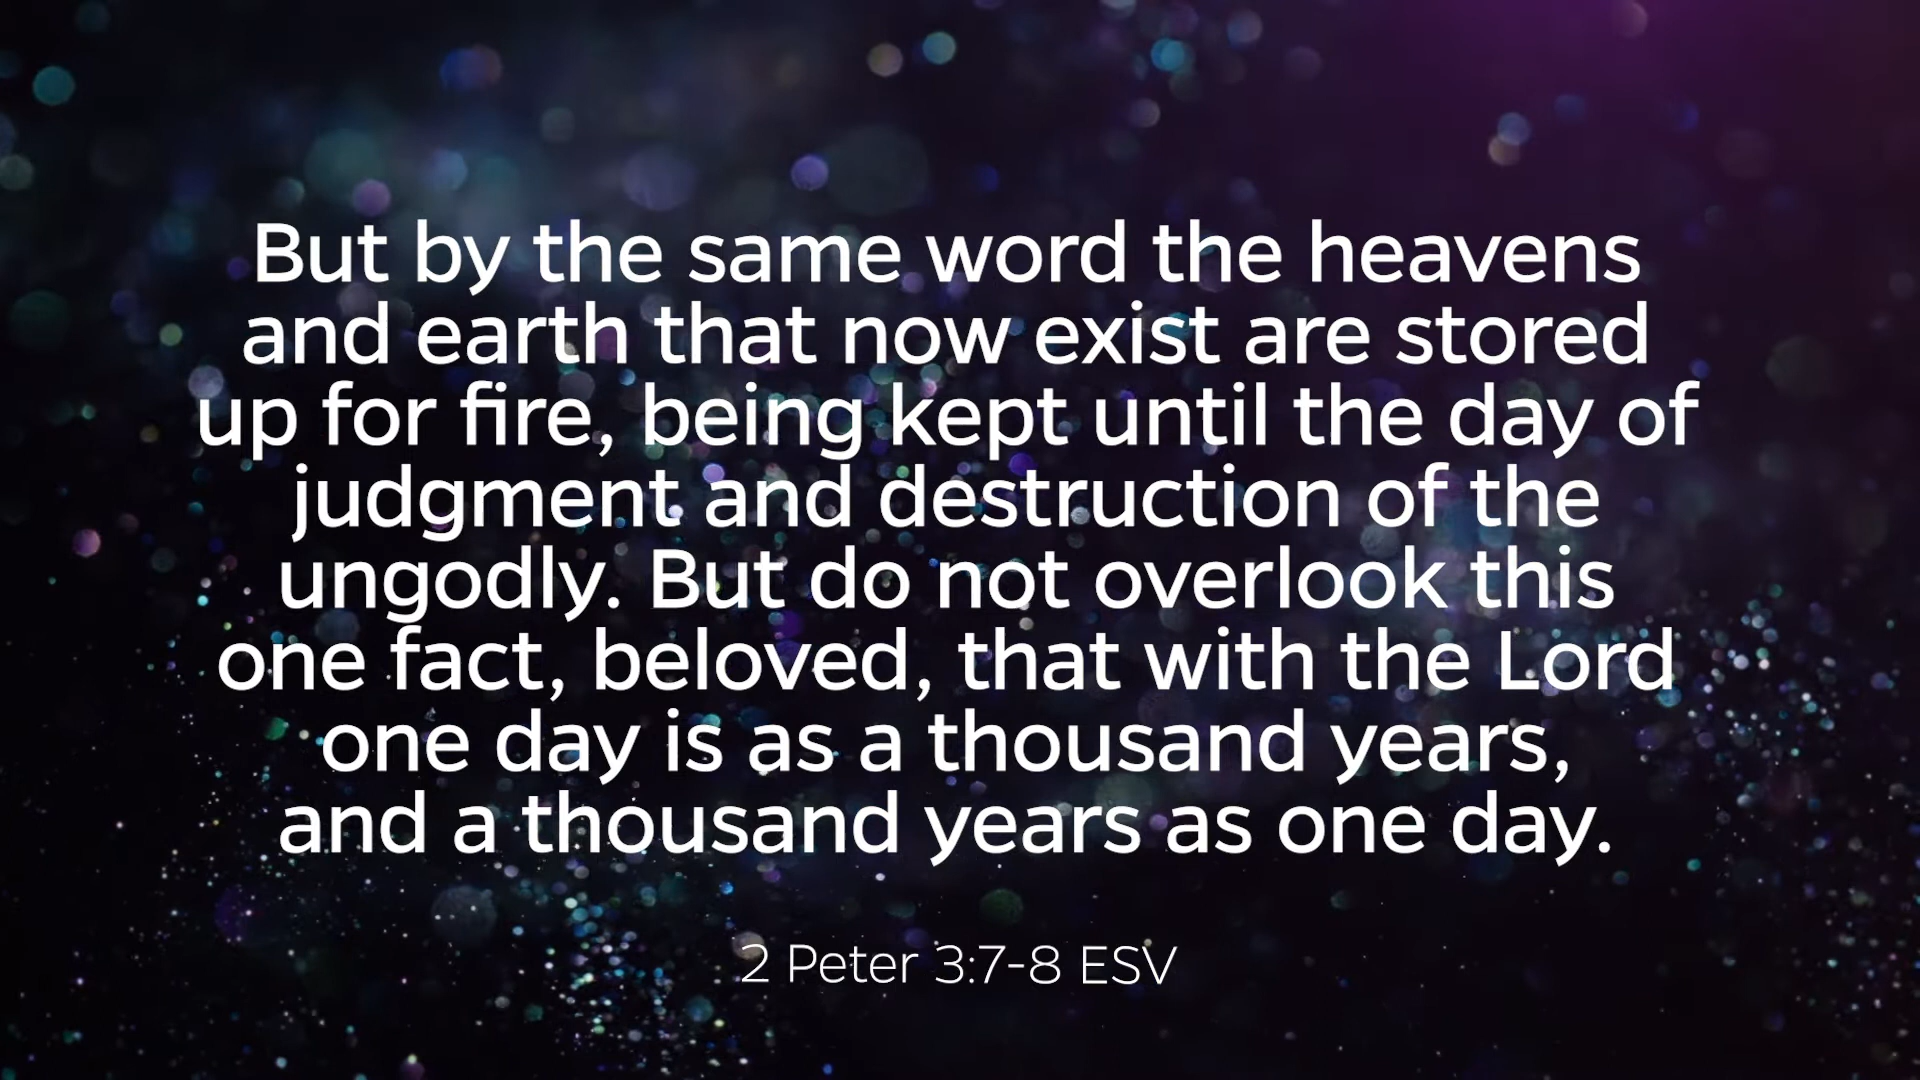 But by the same word the heavens
and earth that now exist are stored
up for fire, being kept until the day of
judgment and destruction of the
ungodly. But do not overlook this
one fact, beloved, that with the Lord
one day is as a thousand years,
and a thousand years as one day.
2 Peter 3:7-8 ESV